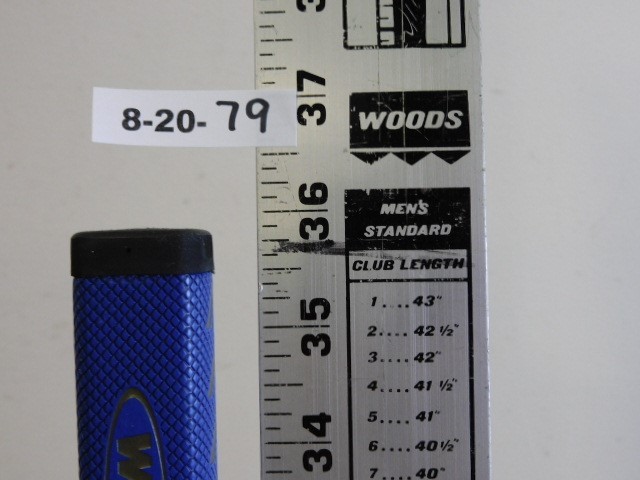 3
37
8-20-79
WOODS
36
MEN'S
STANDARD
CLUB LENGTH
1....43"
35
2....42 ½"
3....42"
4....41 ½"
5....41"
34
6....40½"
7....40"
W